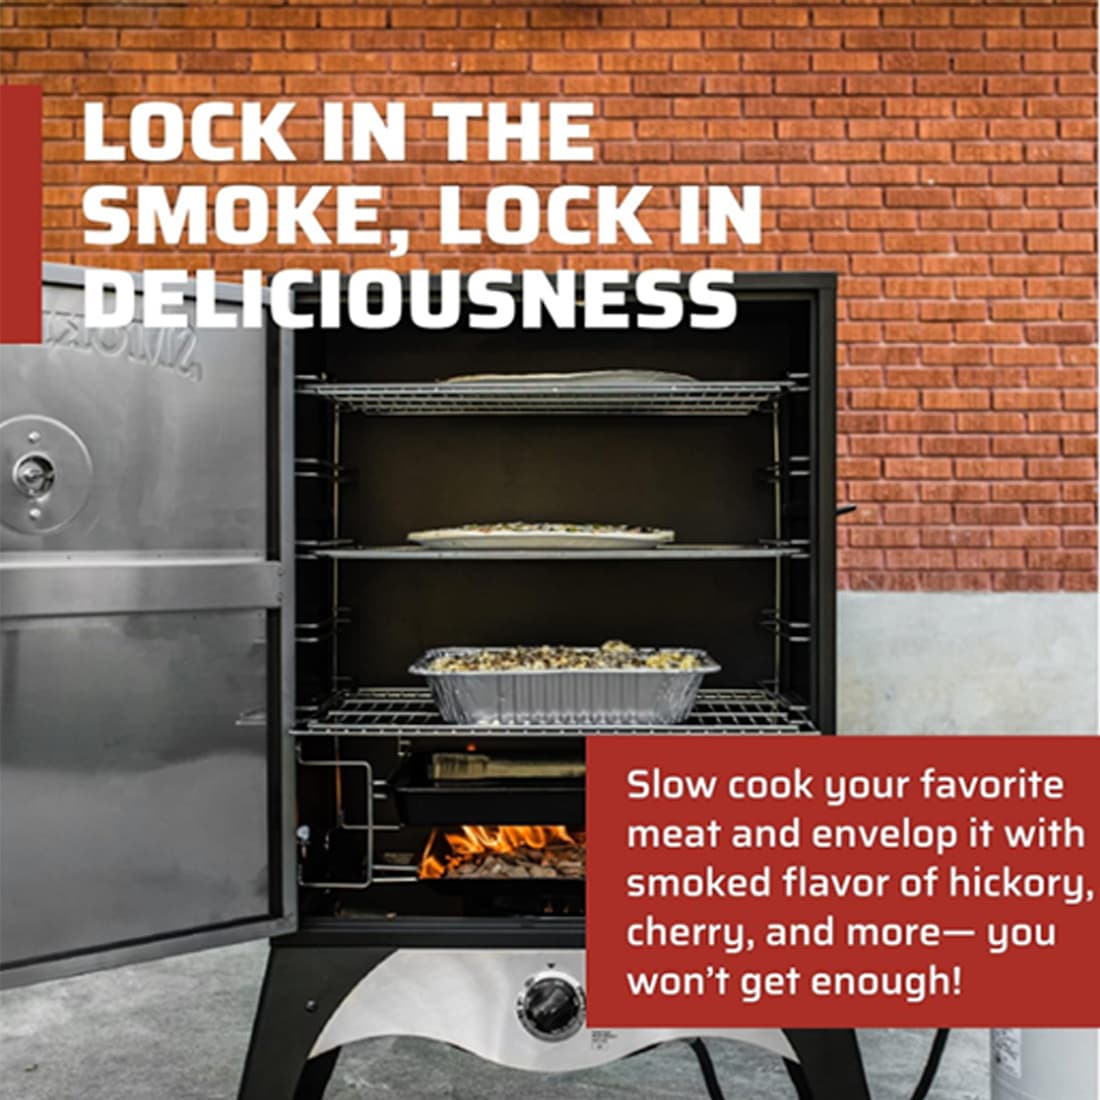 LOCK IN THE
SMOKE, LOCK IN
DELICIOUSNESS
Slow cook your favorite
meat and envelop it with
smoked flavor of hickory,
cherry, and more— you
won't get enough!